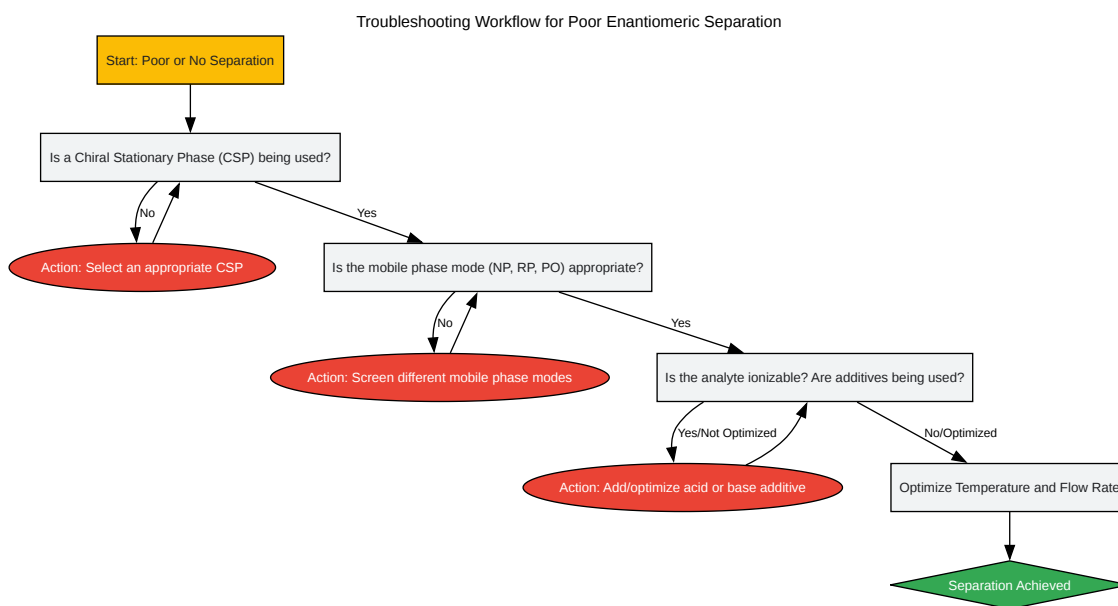 Troubleshooting Workflow for Poor Enantiomeric Separation
Start: Poor or No Separation
Is a Chiral Stationary Phase (CSP) being used?
No
Yes
Action: Select an appropriate CSP
Is the mobile phase mode (NP, RP, PO) appropriate?
No
Yes
Action: Screen different mobile phase modes
Is the analyte ionizable? Are additives being used?
Yes/Not Optimized
No/Optimized
Action: Add/optimize acid or base additive
Optimize Temperature and Flow Rate
Separation Achieved